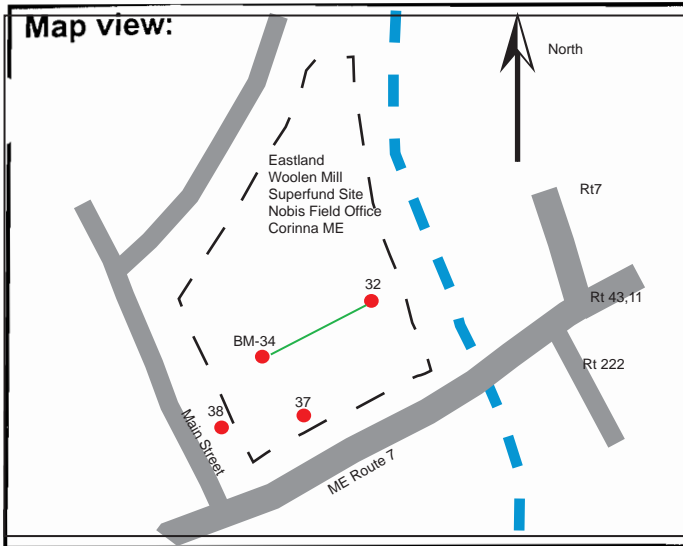 Map view:
North
Eastland
Woolen Mill
Superfund Site
Nobis Field Office
Corinna ME
Rt7
32
Rt 43,11
BM-34
Rt 222
37
38
Main Street
ME Route 7